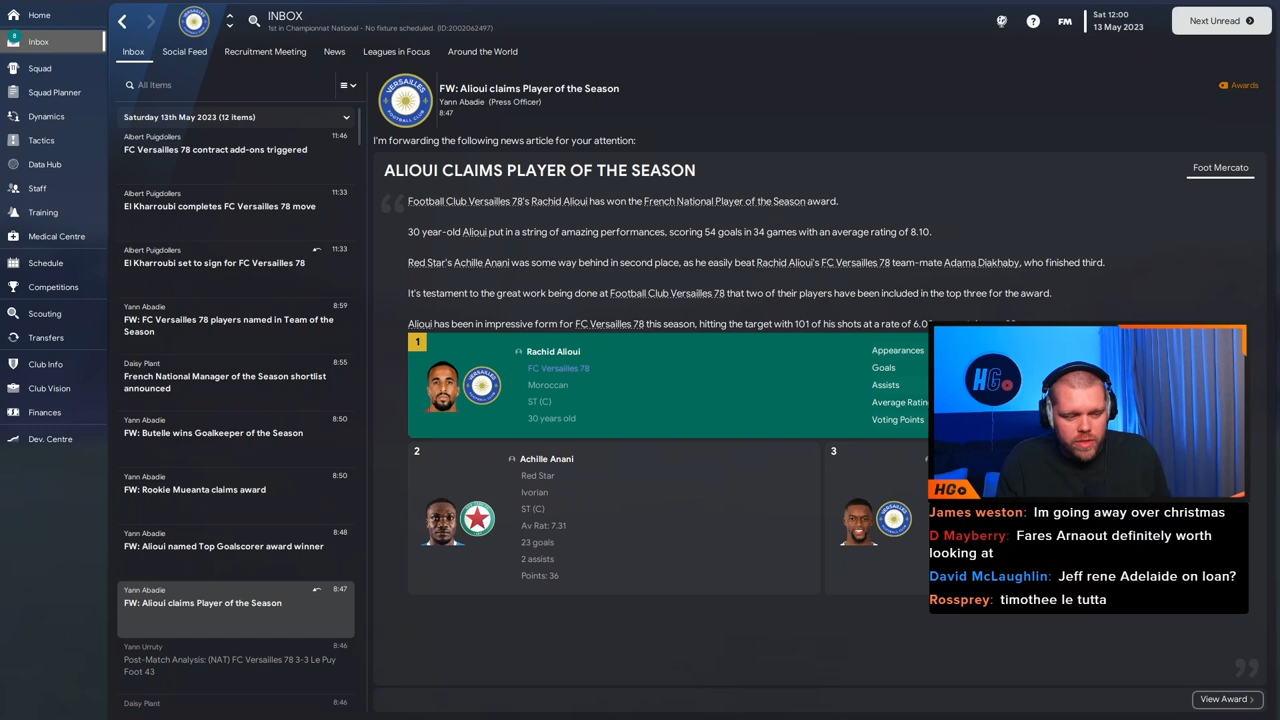 Home
INBOX
1st in Championnat National - No fixture scheduled. (ID:2002062497)
FM
Sat 12:00
13 May 2023
Next Unread
8
Inbox
Squad
Squad Planner
Dynamics
Tactics
Data Hub
Staff
Training
Medical Centre
Schedule
Competitions
Scouting
Transfers
Club Info
Club Vision
Finances
Dev. Centre
Inbox
Social Feed
Recruitment Meeting
News
Leagues in Focus
Around the World
All Items
Saturday 13th May 2023 (12 items)
Albert Puigdollers 11:46
FC Versailles 78 contract add-ons triggered
Albert Puigdollers 11:33
El Kharroubi completes FC Versailles 78 move
Albert Puigdollers 11:33
El Kharroubi set to sign for FC Versailles 78
Yann Abadie 8:59
FW: FC Versailles 78 players named in Team of the
Season
Daisy Plant 8:55
French National Manager of the Season shortlist
announced
Yann Abadie 8:50
FW: Butelle wins Goalkeeper of the Season
Yann Abadie 8:50
FW: Rookie Mueanta claims award
Yann Abadie 8:48
FW: Alioui named Top Goalscorer award winner
Yann Abadie 8:47
FW: Alioui claims Player of the Season
Yann Urruty 8:46
Post-Match Analysis: (NAT) FC Versailles 78 3-3 Le Puy
Foot 43
Daisy Plant 8:46
VERSAILLES
FOOTBALL CLUB
FW: Alioui claims Player of the Season
Yann Abadie (Press Officer)
8:47
Awards
I'm forwarding the following news article for your attention:
ALIOUI CLAIMS PLAYER OF THE SEASON
Foot Mercato
Football Club Versailles 78's Rachid Alioui has won the French National Player of the Season award.
30 year-old Alioui put in a string of amazing performances, scoring 54 goals in 34 games with an average rating of 8.10.
Red Star's Achille Anani was some way behind in second place, as he easily beat Rachid Alioui's FC Versailles 78 team-mate Adama Diakhaby, who finished third.
It's testament to the great work being done at Football Club Versailles 78 that two of their players have been included in the top three for the award.
Alioui has been in impressive form for FC Versailles 78 this season, hitting the target with 101 of his shots at a rate of
1
Rachid Alioui
FC Versailles 78
Moroccan
ST (C)
30 years old
Appearances
Goals
Assists
Average
Voting Points
2
Achille Anani
Red Star
Ivorian
ST (C)
Av Rat: 7.31
23 goals
2 assists
Points: 36
3
HGo
HGo
James weston: Im going away over christmas
D Mayberry: Fares Arnaout definitely worth
looking at
David McLaughlin: Jeff rene Adelaide on loan?
Rossprey: timothee le tutta
View Award